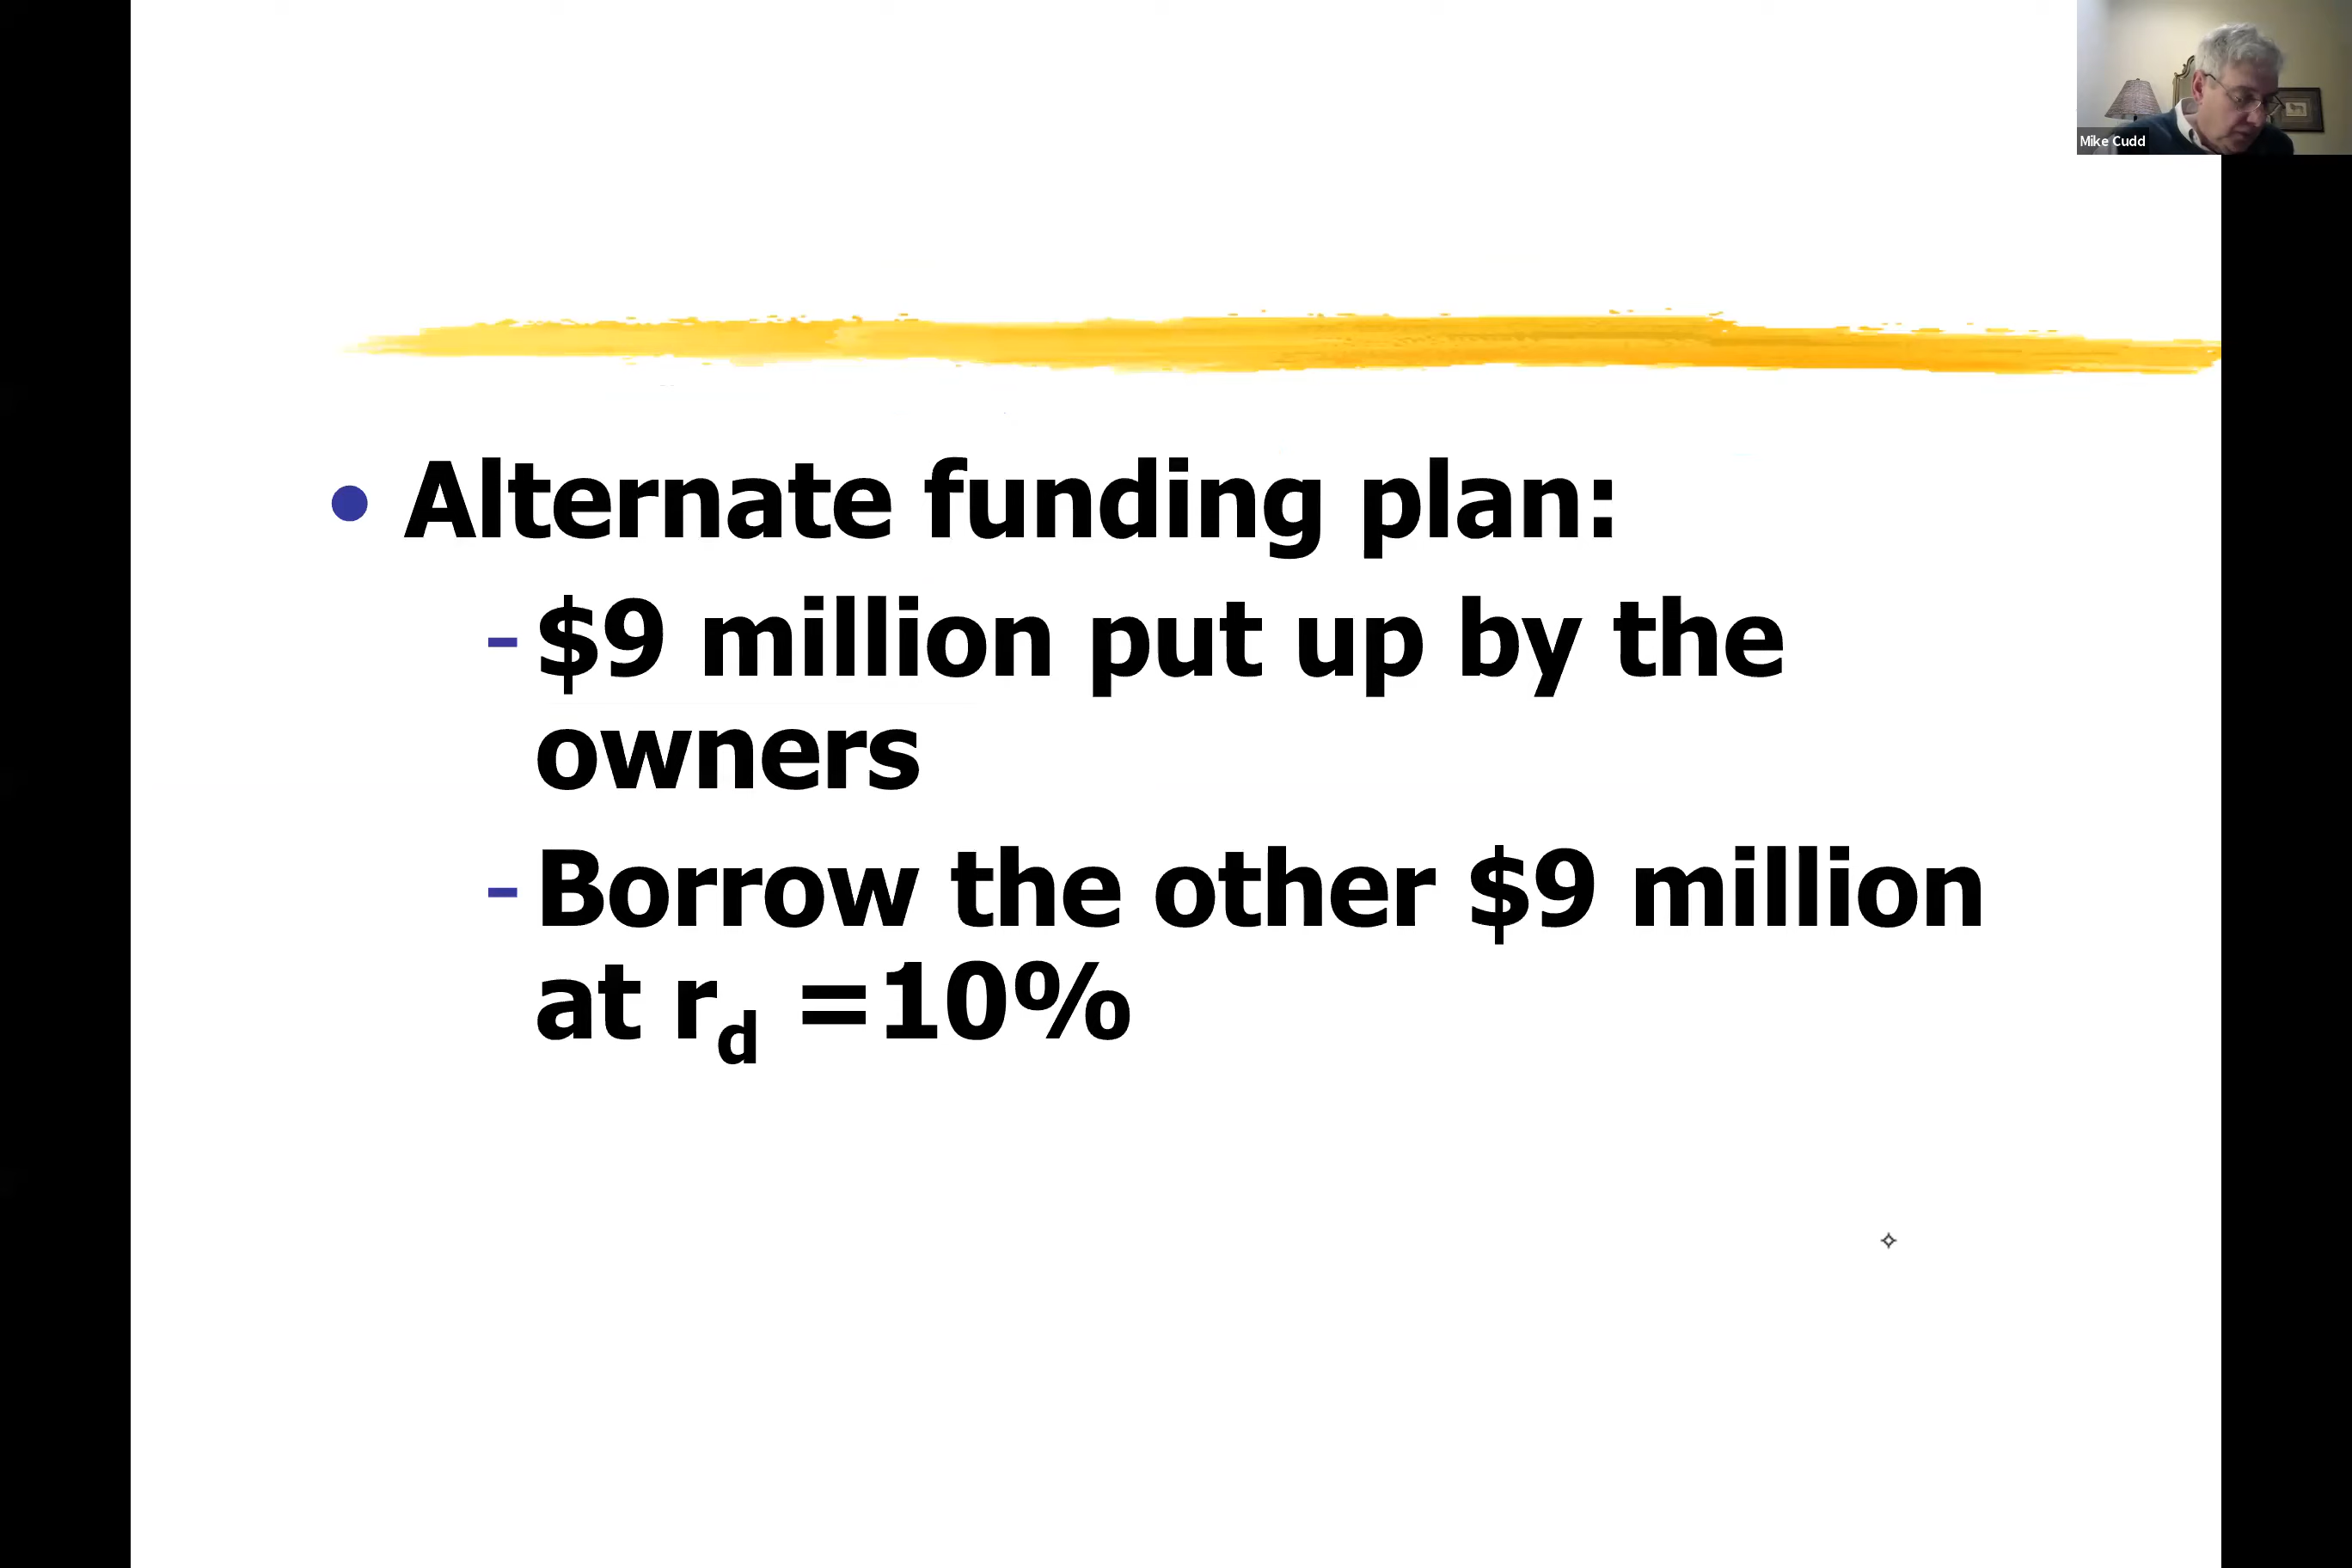 Mike Cudd
• Alternate funding plan:
- $9 million put up by the
owners
- Borrow the other $9 million
at rd =10%